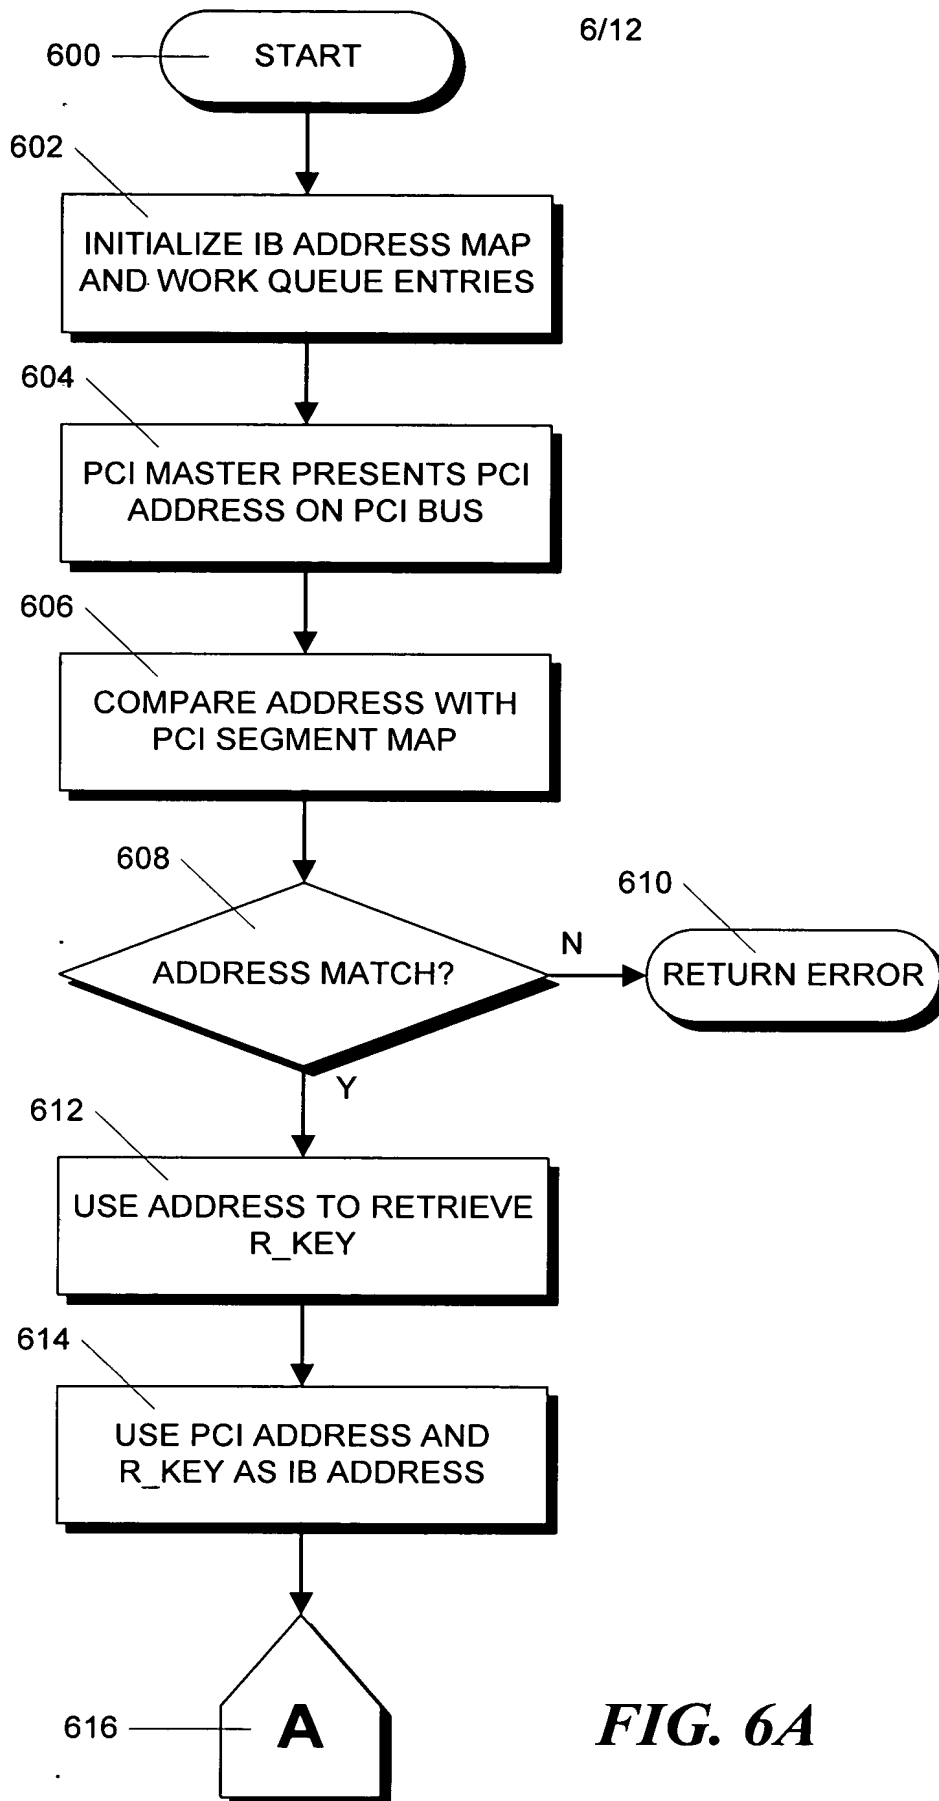 6/12
600
START
602
INITIALIZE IB ADDRESS MAP
AND WORK QUEUE ENTRIES
604
PCI MASTER PRESENTS PCI
ADDRESS ON PCI BUS
606
COMPARE ADDRESS WITH
PCI SEGMENT MAP
608
ADDRESS MATCH?
N
610
RETURN ERROR
Y
612
USE ADDRESS TO RETRIEVE
R_KEY
614
USE PCI ADDRESS AND
R_KEY AS IB ADDRESS
616
A
FIG. 6A